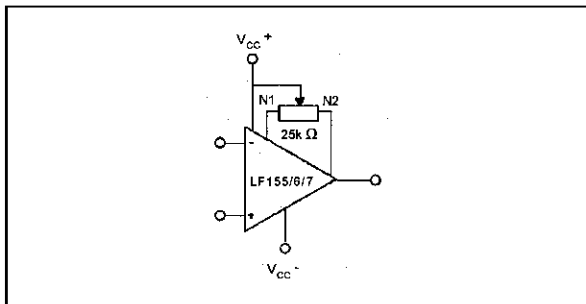 VCC +
N1 N2
25k Ω
-
LF155/6/7
+
VCC -